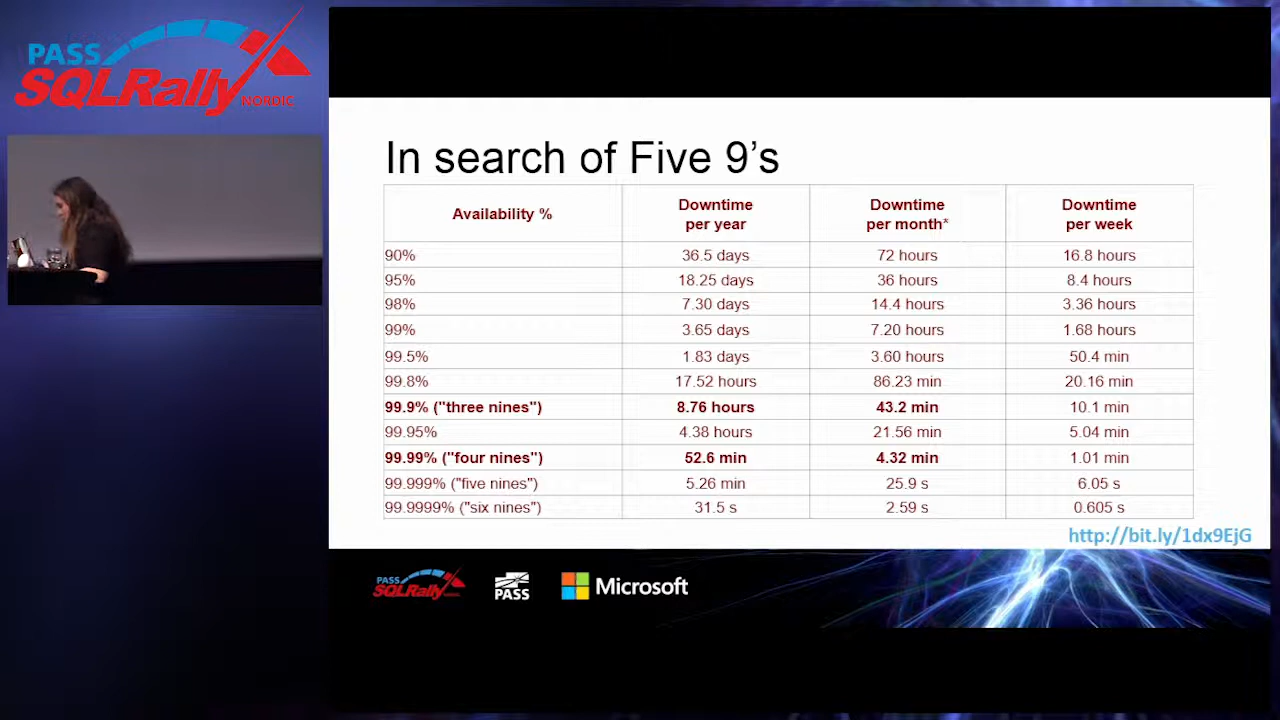 PASS
SQLRally
NORDIC
In search of Five 9's
Availability %
Downtime
per year
Downtime
per month*
Downtime
per week
90% 36.5 days 72 hours 16.8 hours
95% 18.25 days 36 hours 8.4 hours
98% 7.30 days 14.4 hours 3.36 hours
99% 3.65 days 7.20 hours 1.68 hours
99.5% 1.83 days 3.60 hours 50.4 min
99.8% 17.52 hours 86.23 min 20.16 min
99.9% ("three nines") 8.76 hours 43.2 min 10.1 min
99.95% 4.38 hours 21.56 min 5.04 min
99.99% ("four nines") 52.6 min 4.32 min 1.01 min
99.999% ("five nines") 5.26 min 25.9 s 6.05 s
99.9999% ("six nines") 31.5 s 2.59 s 0.605 s
http://bit.ly/1dx9EjG
PASS
SQLRally
PASS
Microsoft